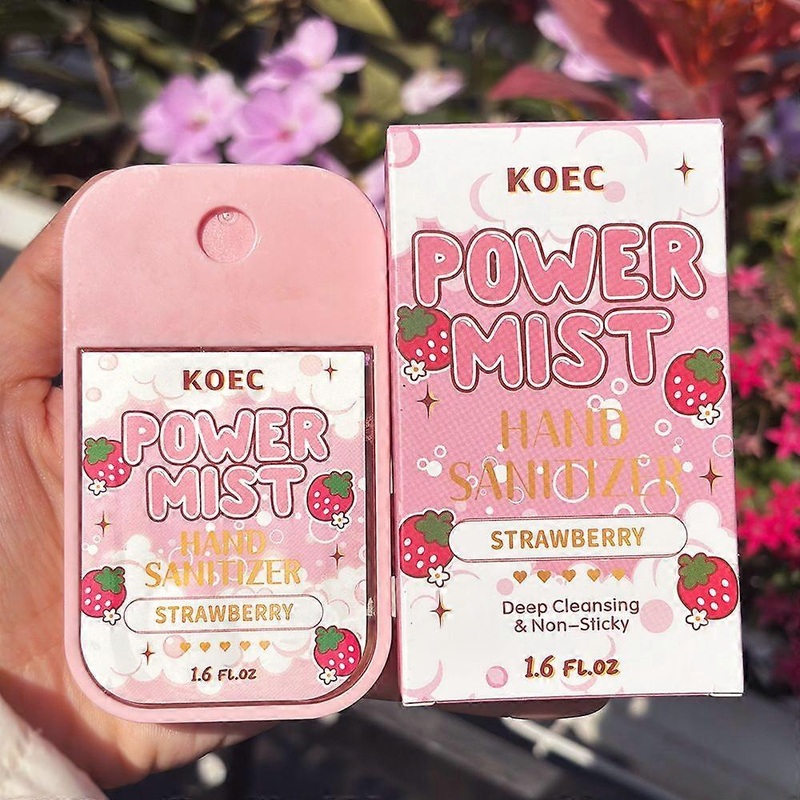 KOEC
POWER
MIST
HAND
SANITIZER
STRAWBERRY
1.6 FL.OZ
KOEC
POWER
MIST
HAND
SANITIZER
STRAWBERRY
Deep Cleansing
& Non-Sticky
1.6 FL.OZ